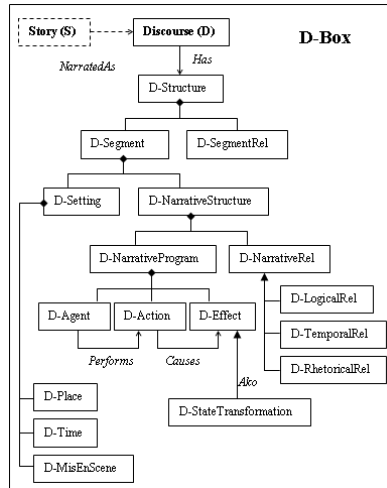 Story (S)
Discourse (D)
D-Box
NarratedAs
Has
D-Structure
D-Segment
D-SegmentRel
D-Setting
D-NarrativeStructure
D-NarrativeProgram
D-NarrativeRel
D-Agent
D-Action
D-Effect
D-LogicalRel
D-TemporalRel
D-RhetoricalRel
Performs
Causes
Ako
D-Place
D-StateTransformation
D-Time
D-MisEnScene